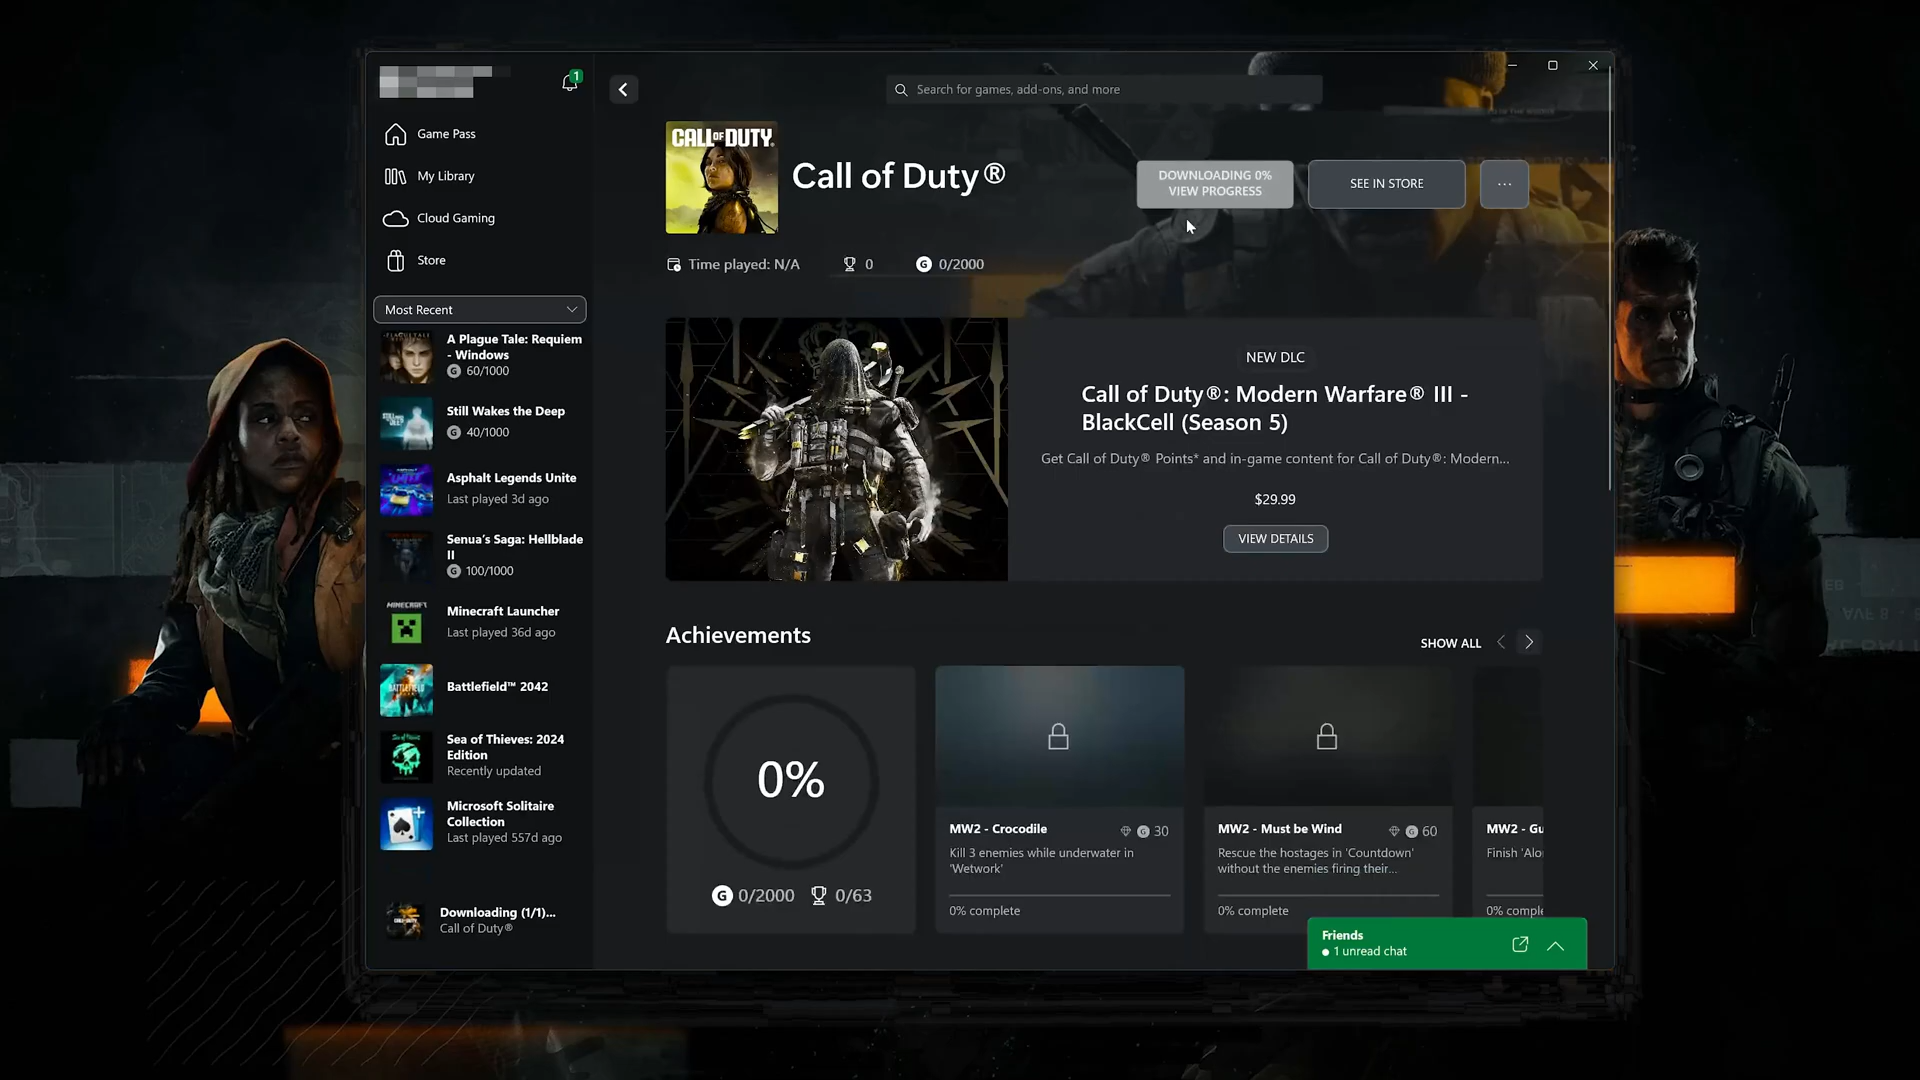 1
Search for games, add-ons, and more
Game Pass
My Library
Cloud Gaming
Store
Most Recent
A Plague Tale: Requiem
- Windows
G 60/1000
Still Wakes the Deep
G 40/1000
Asphalt Legends Unite
Last played 3d ago
Senua's Saga: Hellblade
II
G 100/1000
MINECRAFT
Minecraft Launcher
Last played 36d ago
Battlefield™ 2042
Sea of Thieves: 2024
Edition
Recently updated
Microsoft Solitaire
Collection
Last played 557d ago
Downloading (1/1)...
Call of Duty®
CALL OF DUTY
Call of Duty®
DOWNLOADING 0%
VIEW PROGRESS
SEE IN STORE
...
Time played: N/A
0
G 0/2000
NEW DLC
Call of Duty®: Modern Warfare® III -
BlackCell (Season 5)
Get Call of Duty® Points* and in-game content for Call of Duty®: Modern...
$29.99
VIEW DETAILS
Achievements
SHOW ALL
0%
G 0/2000 0/63
MW2 - Crocodile
G 30
Kill 3 enemies while underwater in
'Wetwork'
0% complete
MW2 - Must be Wind
G 60
Rescue the hostages in 'Countdown'
without the enemies firing their...
0% complete
MW2 - Gu
Finish 'Alo
0% comple
Friends
1 unread chat